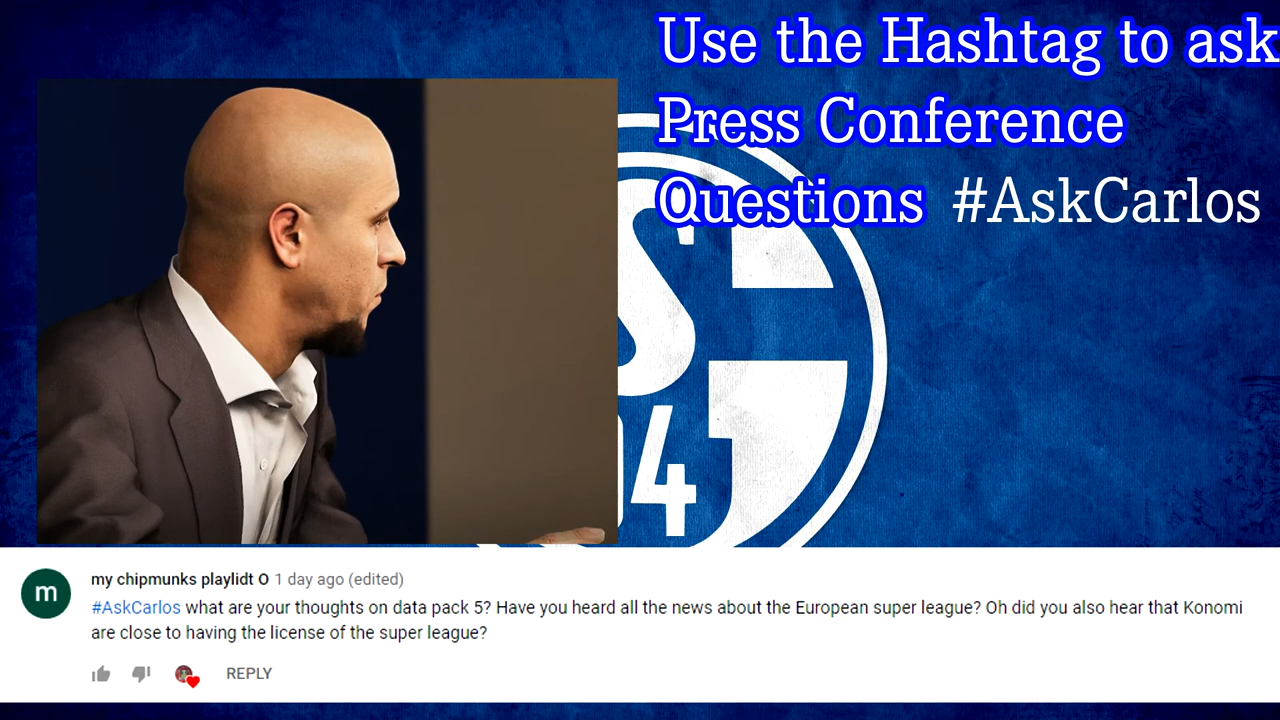 Use the Hashtag to ask
Press Conference
Questions #AskCarlos
S
04
m
my chipmunks playlidt O 1 day ago (edited)
#AskCarlos what are your thoughts on data pack 5? Have you heard all the news about the European super league? Oh did you also hear that Konomi
are close to having the license of the super league?
REPLY